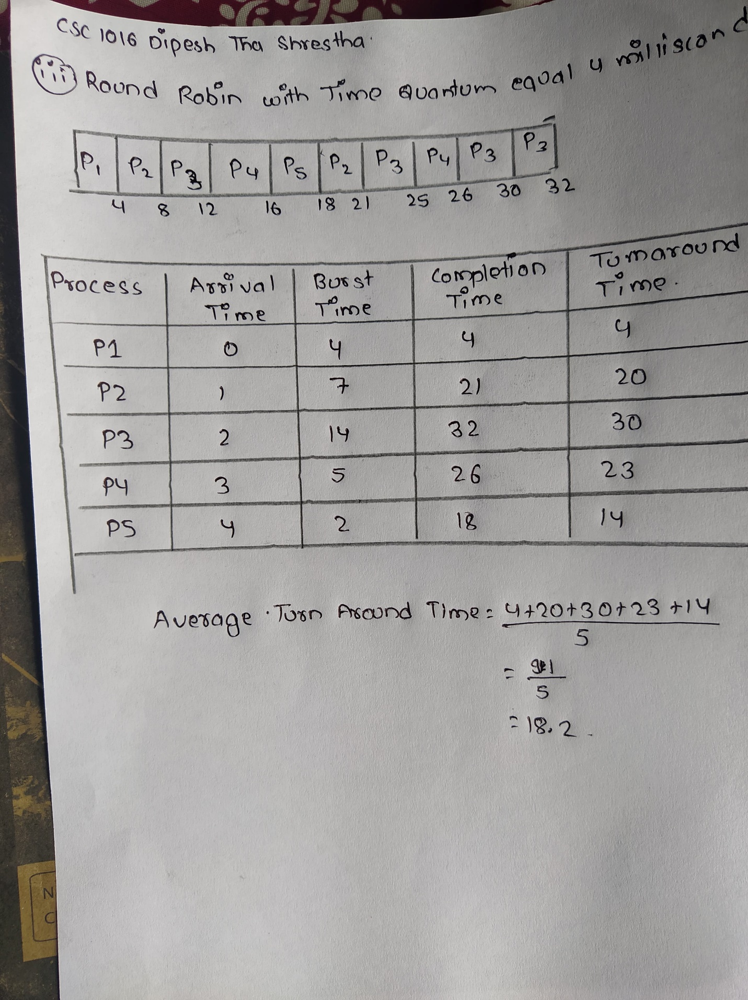 CSC 1016 Dipesh Tha Shrestha.
iii Round Robin with Time Quantum equal 4 milliscond
P1 P2 P3 P4 P5 P2 P3 P4 P3 P3
4 8 12 16 18 21 25 26 30 32
Process Arrival Time Burst Time Completion Time Turnaround Time.
P1 0 4 4 4
P2 1 7 21 20
P3 2 14 32 30
P4 3 5 26 23
P5 4 2 18 14
Average Turn Around Time = 4+20+30+23+14
5
= 91
5
= 18.2.
N
C